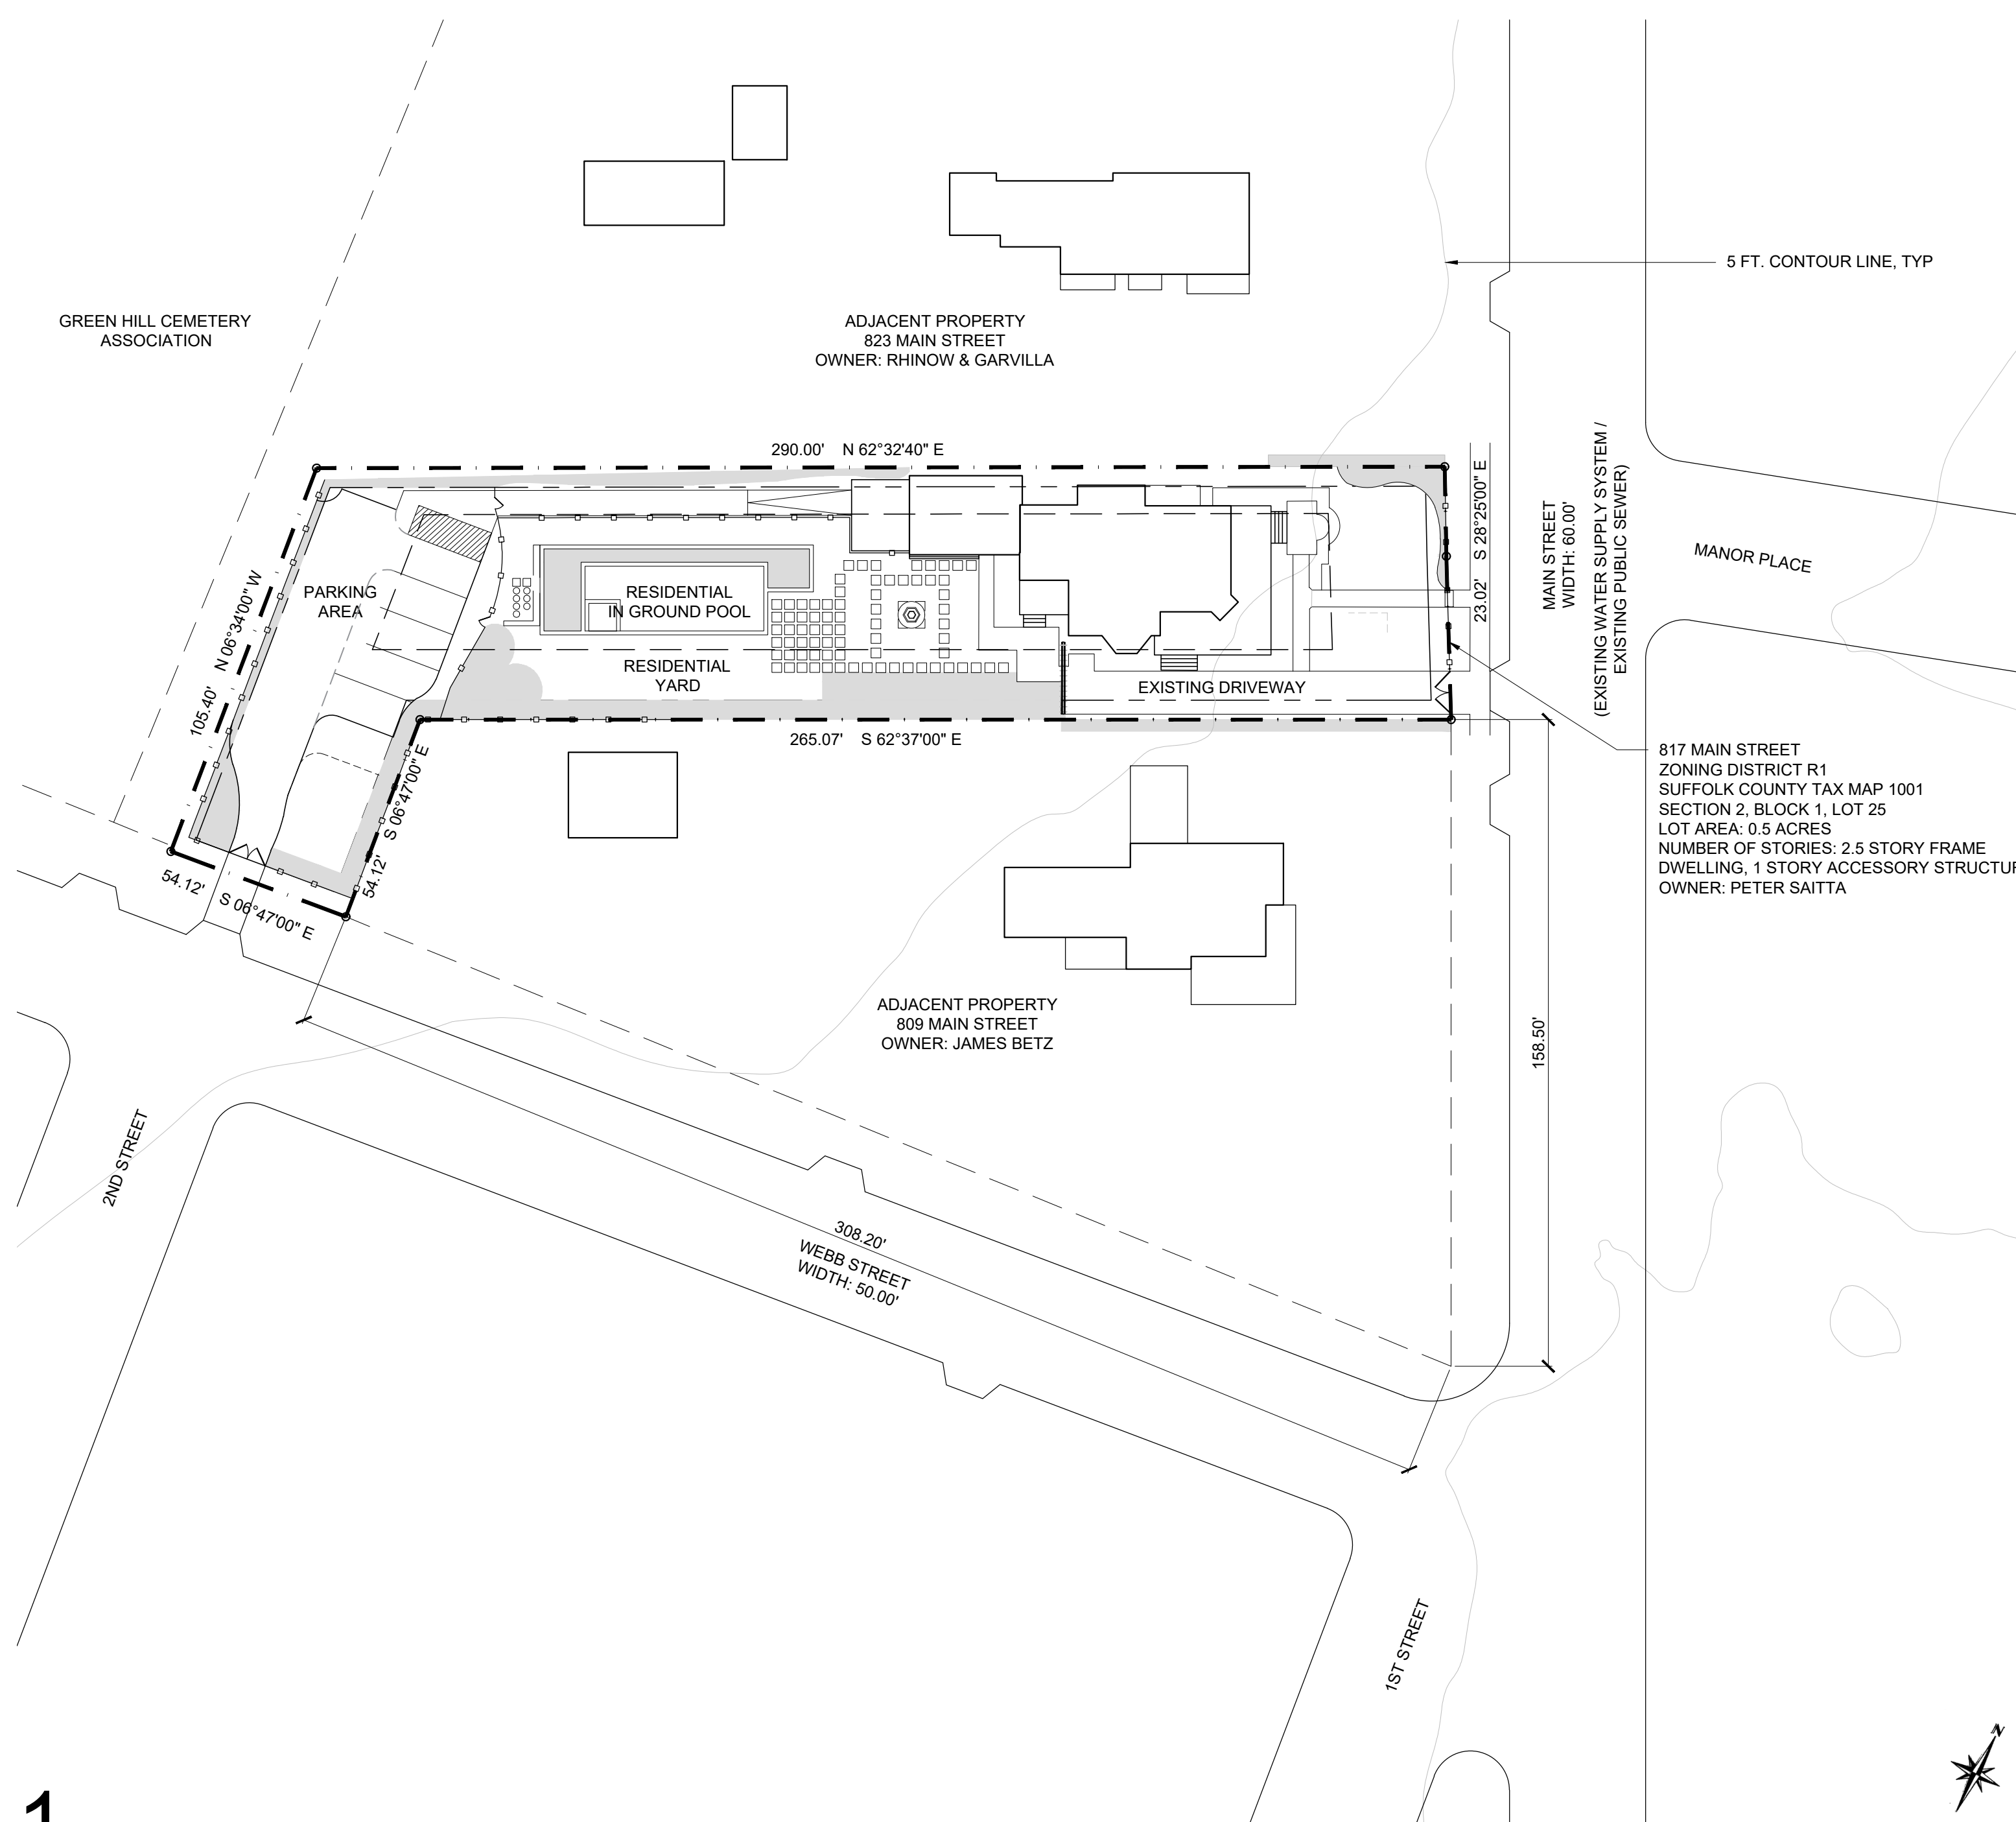 5 FT. CONTOUR LINE, TYP
GREEN HILL CEMETERY
ASSOCIATION
ADJACENT PROPERTY
823 MAIN STREET
OWNER: RHINOW & GARVILLA
290.00' N 62°32'40" E
23.02' S 28°25'00" E
MAIN STREET
WIDTH: 60.00'
(EXISTING WATER SUPPLY SYSTEM /
EXISTING PUBLIC SEWER)
MANOR PLACE
105.40' N 06°34'00" W
PARKING
AREA
RESIDENTIAL
IN GROUND POOL
RESIDENTIAL
YARD
EXISTING DRIVEWAY
265.07' S 62°37'00" E
54.12' S 06°47'00" E
54.12' S 06°47'00" E
817 MAIN STREET
ZONING DISTRICT R1
SUFFOLK COUNTY TAX MAP 1001
SECTION 2, BLOCK 1, LOT 25
LOT AREA: 0.5 ACRES
NUMBER OF STORIES: 2.5 STORY FRAME
DWELLING, 1 STORY ACCESSORY
OWNER: PETER SAITTA
ADJACENT PROPERTY
809 MAIN STREET
OWNER: JAMES BETZ
158.50'
2ND STREET
308.20'
WEBB STREET
WIDTH: 50.00'
1ST STREET
N
1